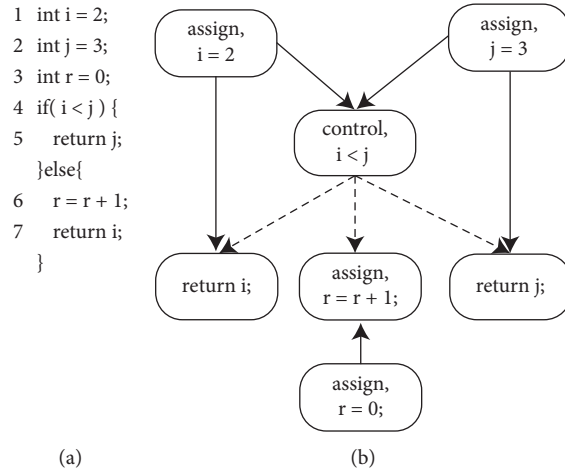 1 int i = 2;
2 int j = 3;
3 int r = 0;
4 if( i < j ) {
5 return j;
}else{
6 r = r + 1;
7 return i;
}
(a)
assign,
i = 2
assign,
j = 3
control,
i < j
return i;
assign,
r = r + 1;
return j;
assign,
r = 0;
(b)